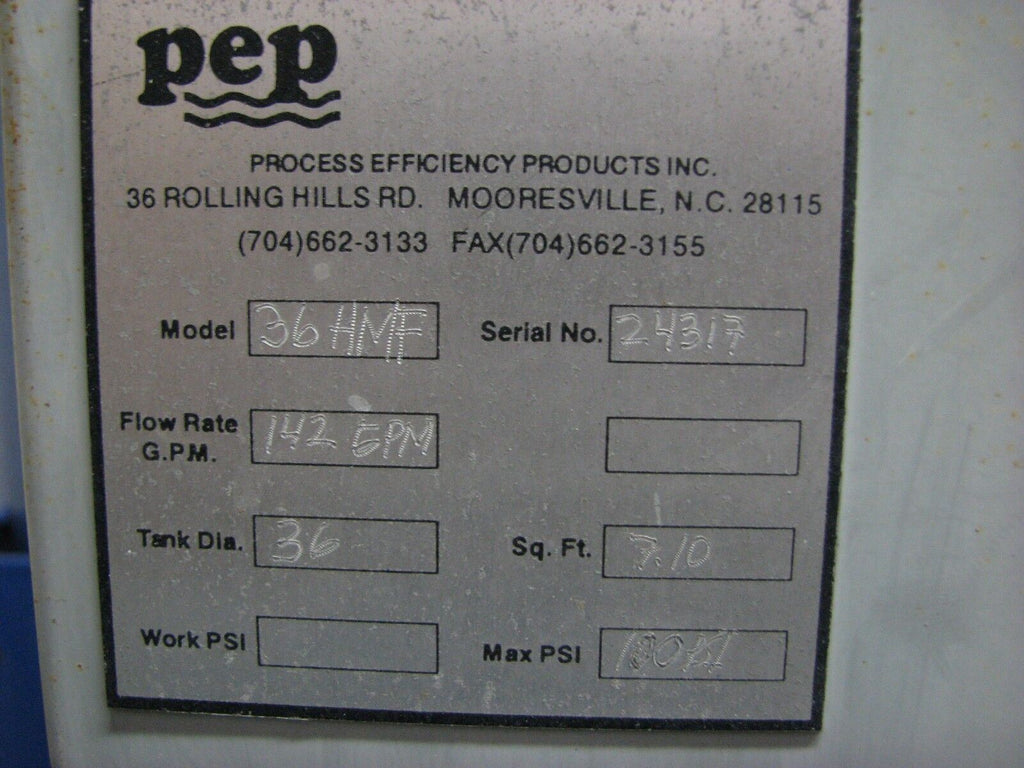 pep
PROCESS EFFICIENCY PRODUCTS INC.
36 ROLLING HILLS RD. MOORESVILLE, N.C. 28115
(704)662-3133 FAX(704)662-3155
Model 36 HMF Serial No. 24317
Flow Rate G.P.M. 142 GPM
Tank Dia. 36 Sq. Ft. 7.10
Work PSI Max PSI 100 PSI